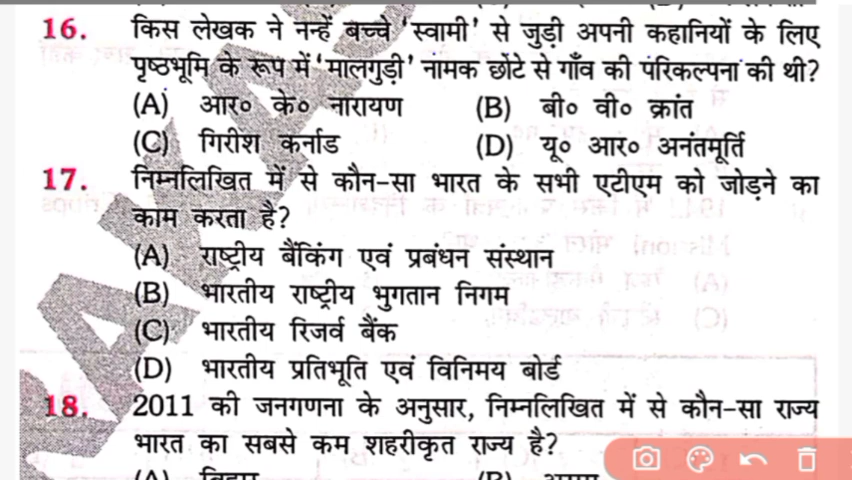 16. किस लेखक ने नन्हें बच्चे 'स्वामी' से जुड़ी अपनी कहानियों के लिए
पृष्ठभूमि के रूप में 'मालगुड़ी' नामक छोटे से गाँव की परिकल्पना की थी?
(A) आर० के० नारायण (B) बी० वी० क्रांत
(C) गिरीश कर्नाड (D) यू० आर० अनंतमूर्ति
17. निम्नलिखित में से कौन-सा भारत के सभी एटीएम को जोड़ने का
काम करता है?
(A) राष्ट्रीय बैंकिंग एवं प्रबंधन संस्थान
(B) भारतीय राष्ट्रीय भुगतान निगम
(C) भारतीय रिजर्व बैंक
(D) भारतीय प्रतिभूति एवं विनिमय बोर्ड
18. 2011 की जनगणना के अनुसार, निम्नलिखित में से कौन-सा राज्य
भारत का सबसे कम शहरीकृत राज्य है?
(A) (B)